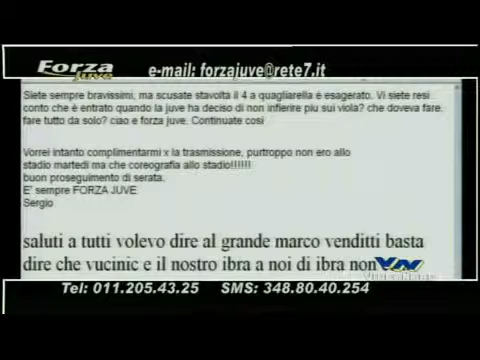 Forza
Juve
e-mail: forzajuve@rete7.it
Siete sempre bravissimi, ma scusate stavolta il 4 a quagliarella è esagerato. Vi siete resi
conto che è entrato quando la juve ha deciso di non infierire piu sui viola? che doveva fare.
fare tutto da solo? ciao e forza juve. Continuate cosi
Vorrei intanto complimentarmi x la trasmissione, purtroppo non ero allo
stadio martedi ma che coreografia allo stadio!!!!!!
buon proseguimento di serata.
E' sempre FORZA JUVE
Sergio
saluti a tutti volevo dire al grande marco venditti basta
dire che vucinic e il nostro ibra a noi di ibra non
Tel: 011.205.43.25 SMS: 348.80.40.254